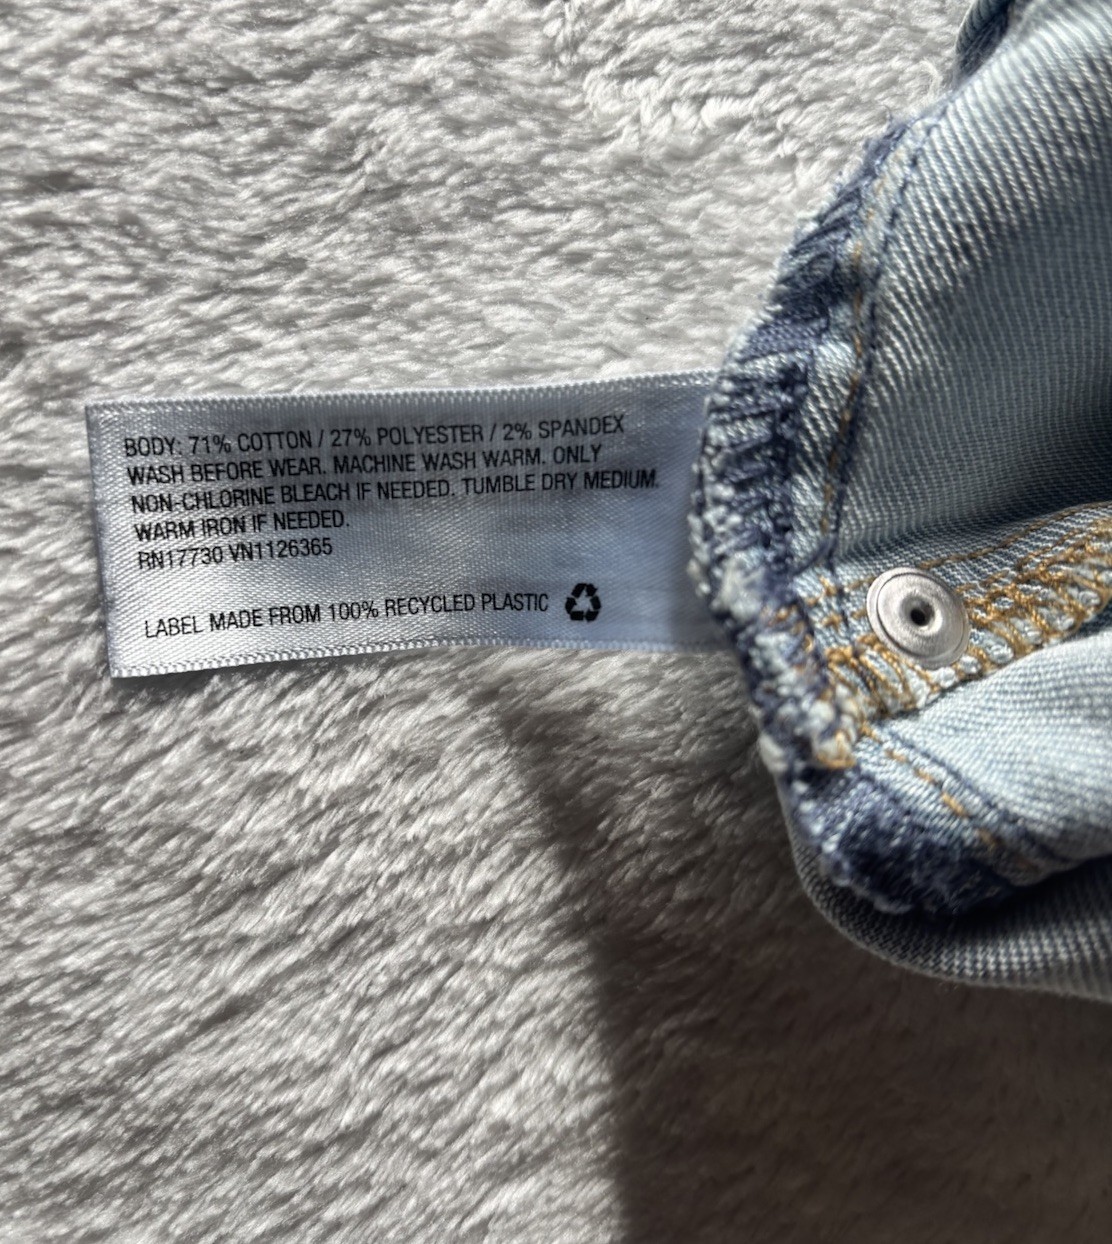 BODY: 71% COTTON / 27% POLYESTER / 2% SPANDEX
WASH BEFORE WEAR. MACHINE WASH WARM. ONLY
NON-CHLORINE BLEACH IF NEEDED. TUMBLE DRY MEDIUM.
WARM IRON IF NEEDED.
RN17730 VN1126365
LABEL MADE FROM 100% RECYCLED PLASTIC